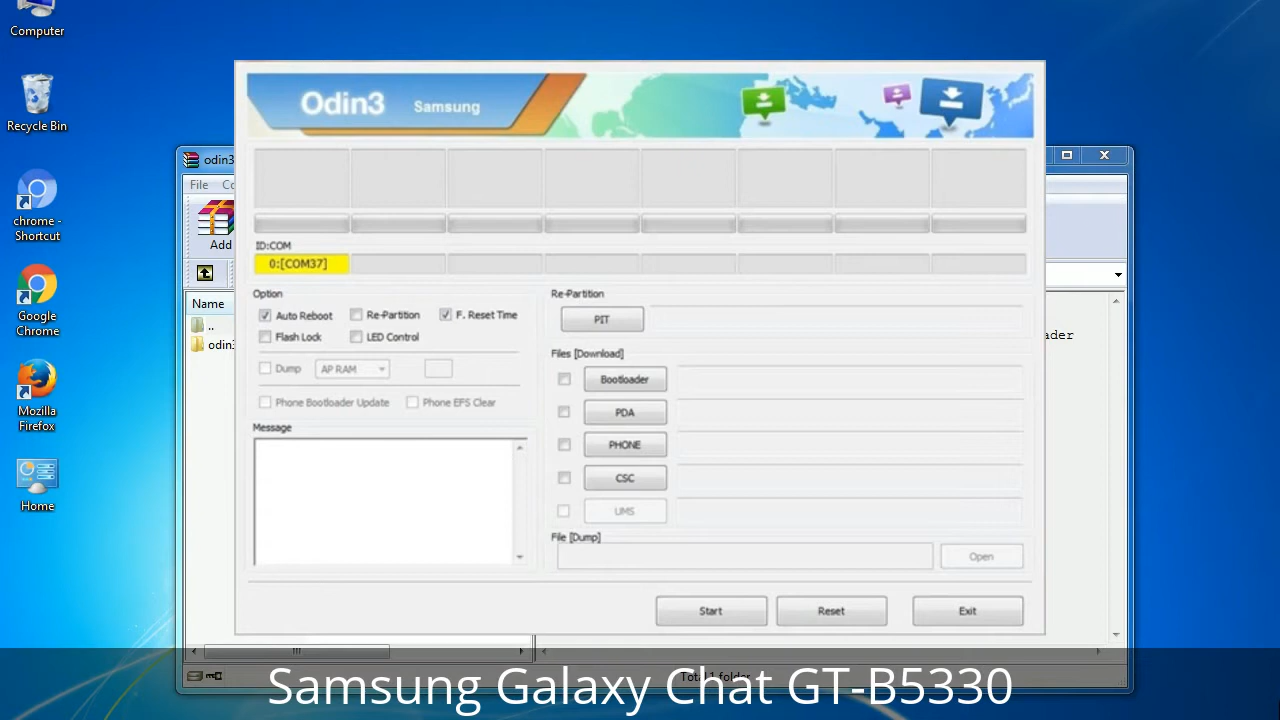 Computer
Recycle Bin
chrome -
Shortcut
Google
Chrome
Mozilla
Firefox
Home
odin3
File
Add
Name
..
odin3
ader
Odin3 Samsung
ID:COM
0:[COM37]
Option
Auto Reboot Re-Partition F. Reset Time
Flash Lock LED Control
Dump AP RAM
Phone Bootloader Update Phone EFS Clear
Message
Re-Partition
PIT
Files [Download]
Bootloader
PDA
PHONE
CSC
UMS
File [Dump]
Open
Start Reset Exit
Total 1 folder
Samsung Galaxy Chat GT-B5330